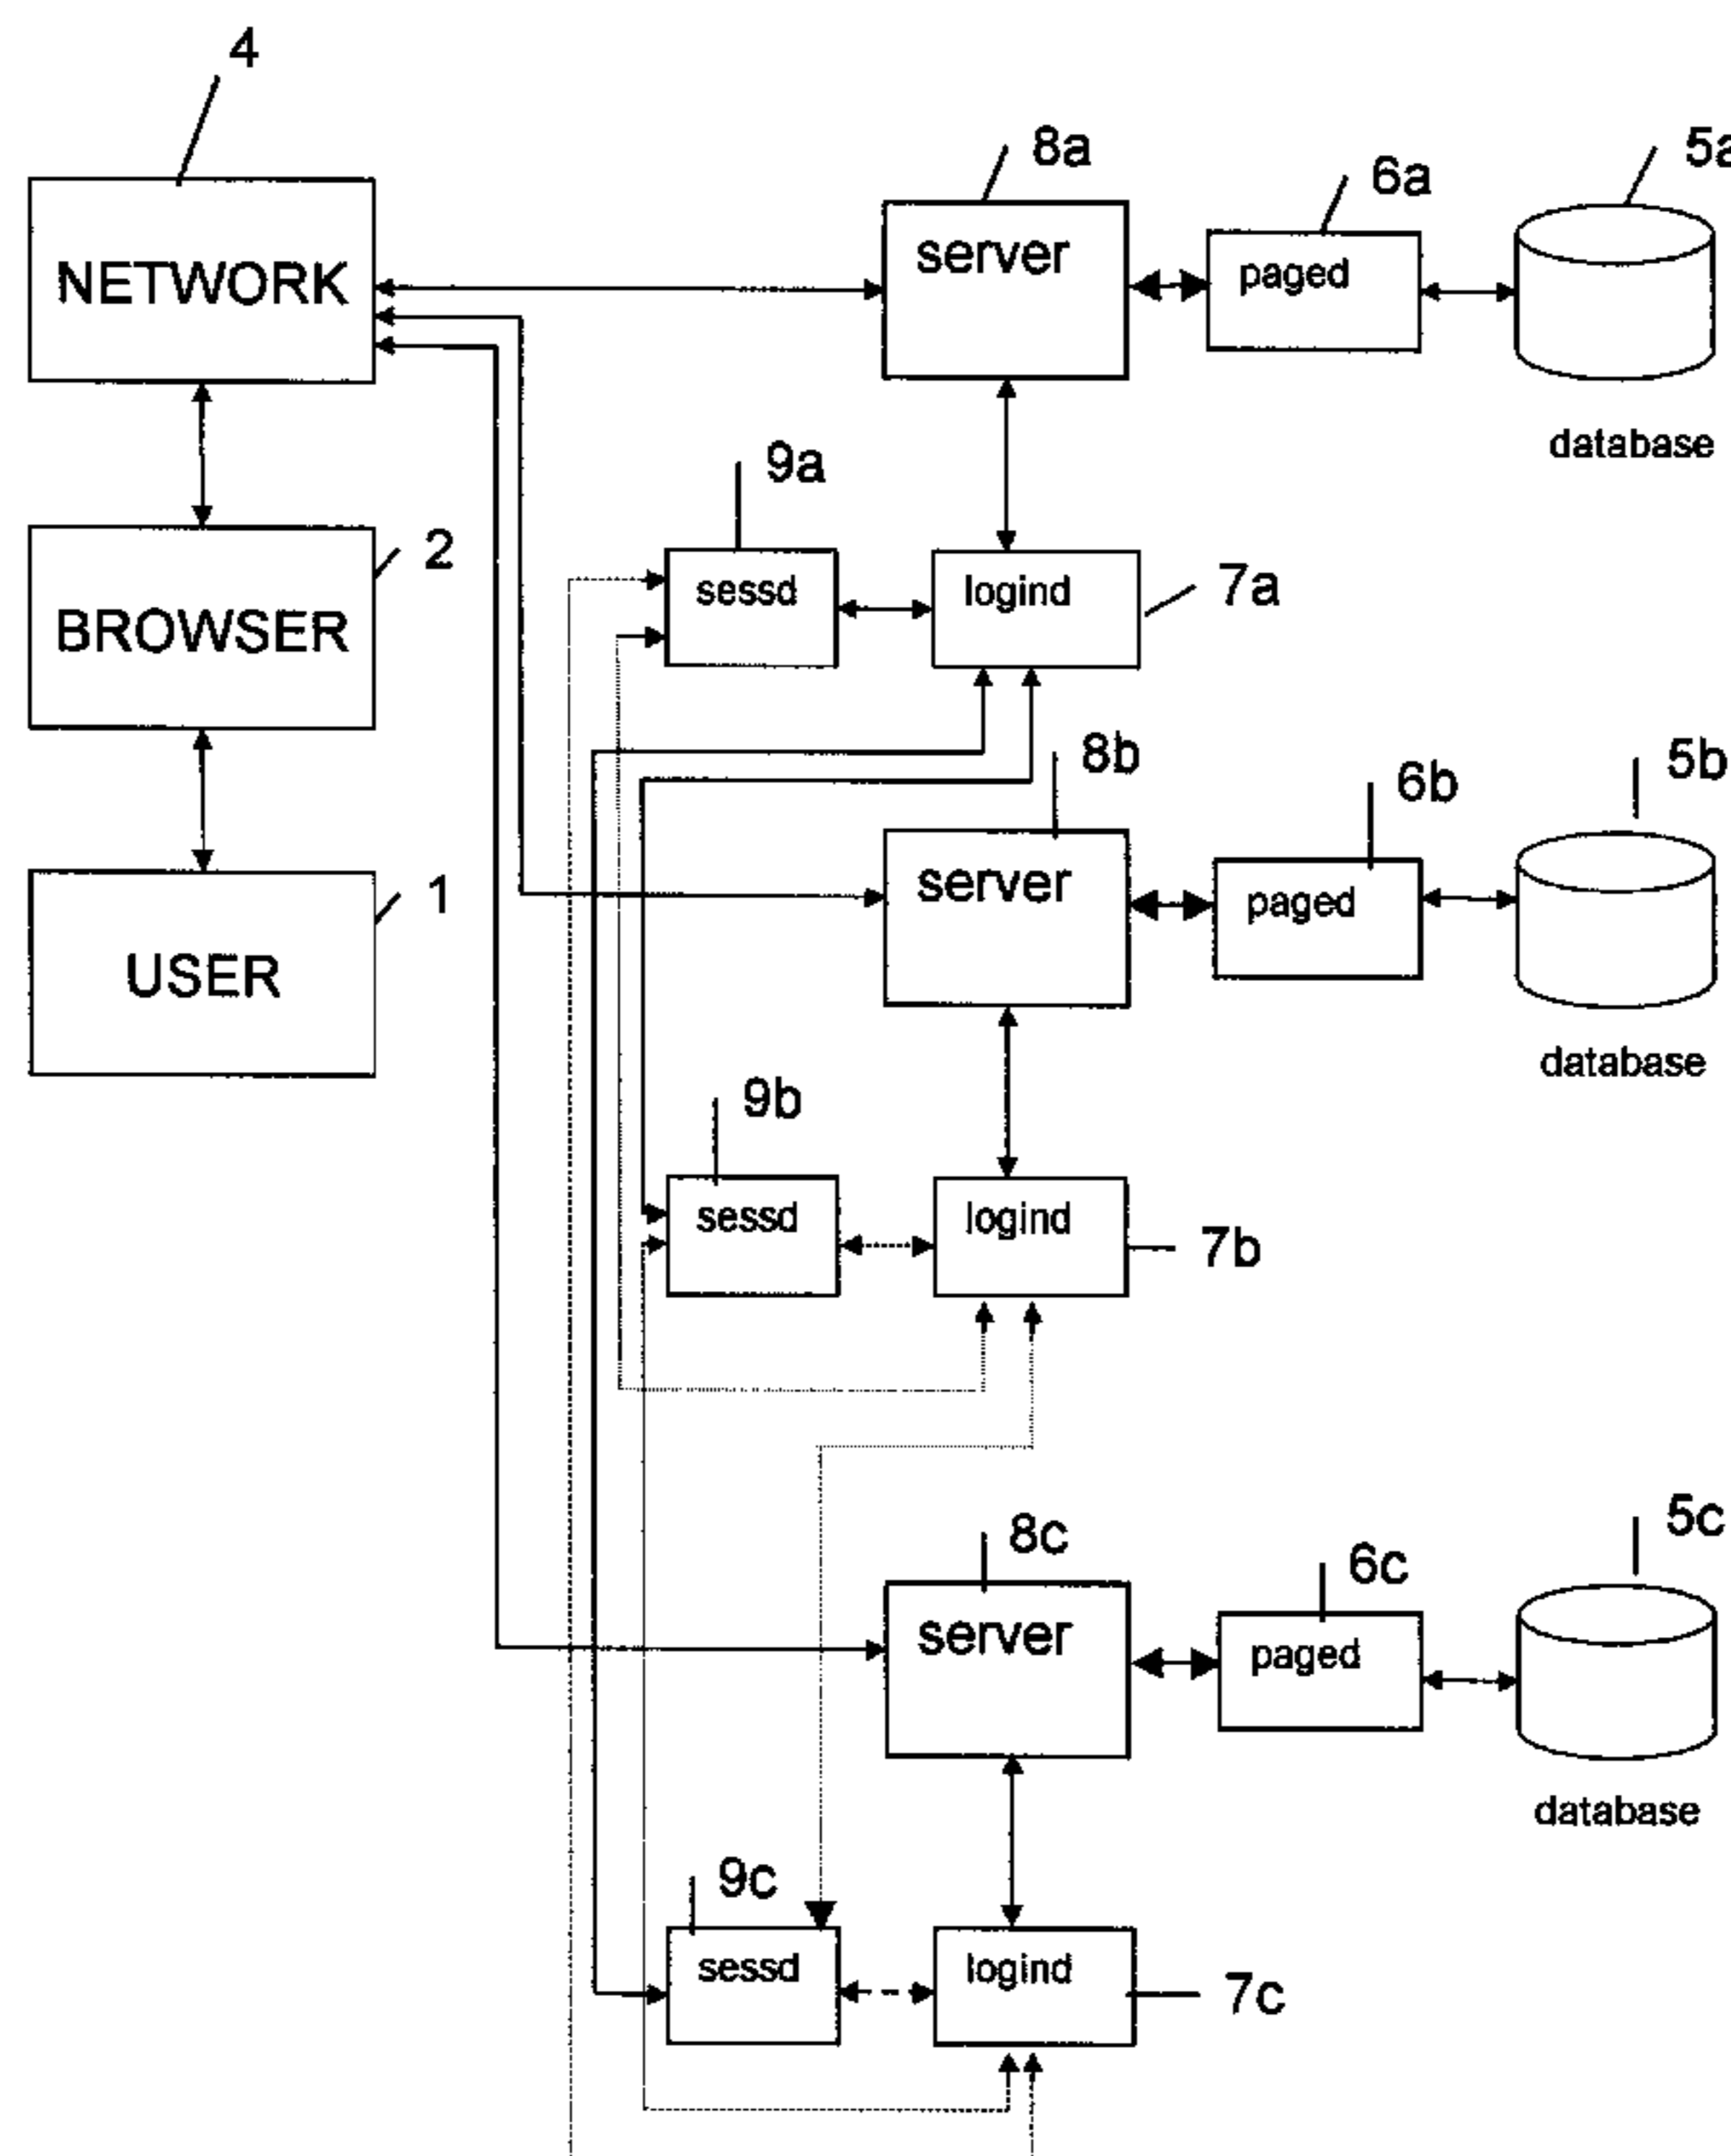 4
8a
6a
5a
NETWORK
server
paged
database
9a
2
sessd
logind
7a
BROWSER
8b
6b
5b
1
server
paged
USER
database
9b
sessd
logind
7b
8c
6c
5c
server
paged
database
9c
sessd
logind
7c